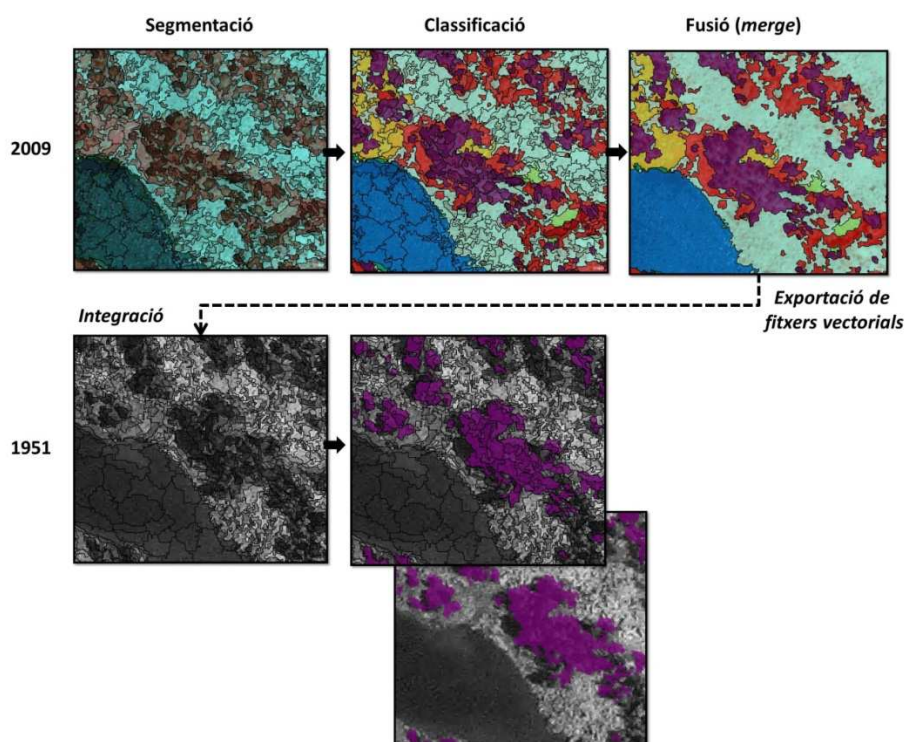 Segmentació
Classificació
Fusió (merge)
2009
Integració
Exportació de
fitxers vectorials
1951